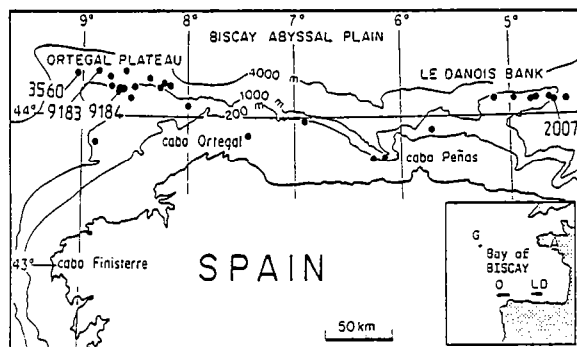 9° 8° 7° 6° 5°
BISCAY ABYSSAL PLAIN
ORTEGAL PLATEAU
4000 m
LE DANOIS BANK
3560
9183 9184
1000 m
200 m
44°
2007
cabo Ortegal
cabo Peñas
43°
cabo Finisterre
SPAIN
50 km
G
Bay of
BISCAY
O LD